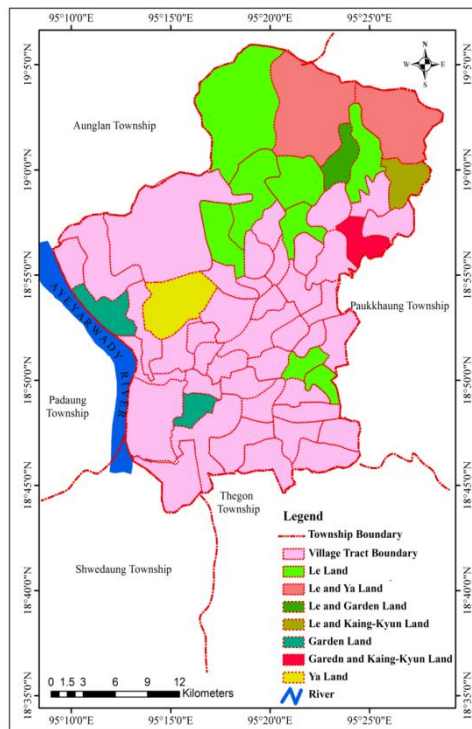 95°10'0"E 95°15'0"E 95°20'0"E 95°25'0"E
19°5'0"N
19°0'0"N
18°55'0"N
18°50'0"N
18°45'0"N
18°40'0"N
18°35'0"N
N
W E
S
Aunglan Township
Paukkhaung Township
AYEYARWADY RIVER
Padaung
Township
Thegon
Township
Shwedaung Township
Legend
Township Boundary
Village Tract Boundary
Le Land
Le and Ya Land
Le and Garden Land
Le and Kaing-Kyun Land
Garden Land
Garedn and Kaing-Kyun Land
Ya Land
River
0 1.5 3 6 9 12
Kilometers
19°5'0"N
19°0'0"N
18°55'0"N
18°50'0"N
18°45'0"N
18°40'0"N
18°35'0"N
95°10'0"E 95°15'0"E 95°20'0"E 95°25'0"E